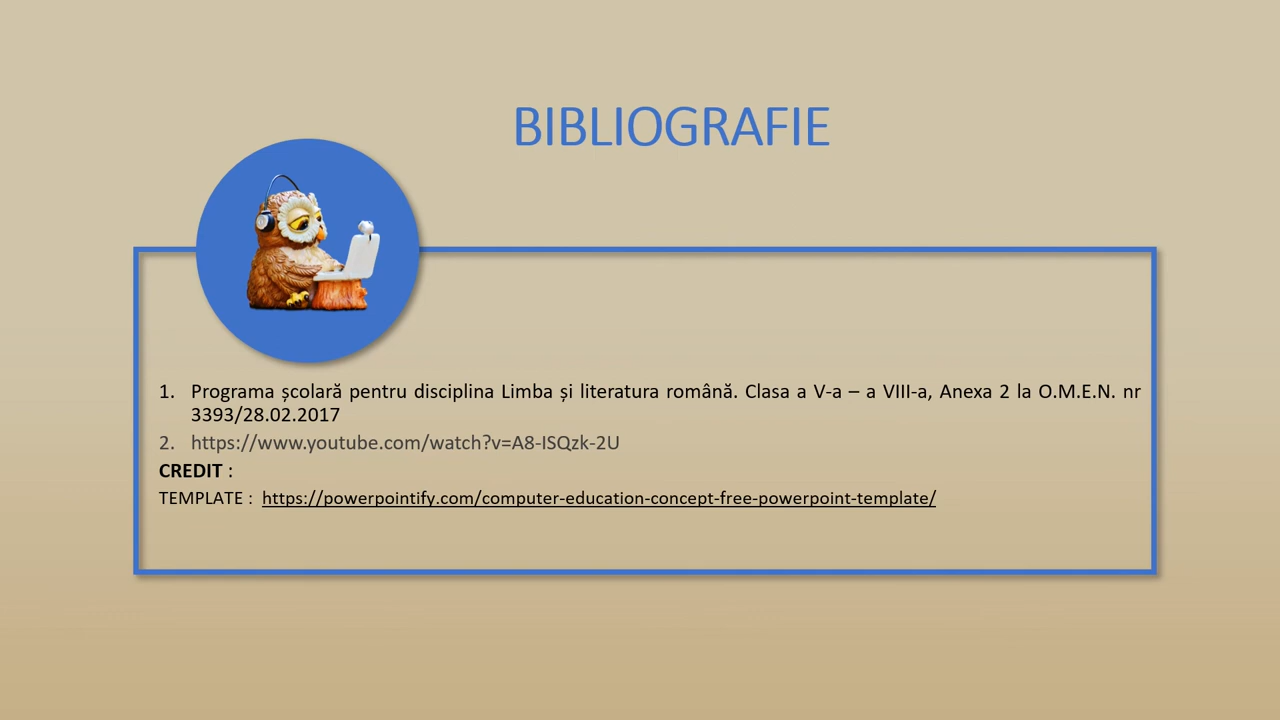 BIBLIOGRAFIE
1. Programa școlară pentru disciplina Limba și literatura română. Clasa a V-a – a VIII-a, Anexa 2 la O.M.E.N. nr
3393/28.02.2017
2. https://www.youtube.com/watch?v=A8-ISQzk-2U
CREDIT :
TEMPLATE : https://powerpointify.com/computer-education-concept-free-powerpoint-template/